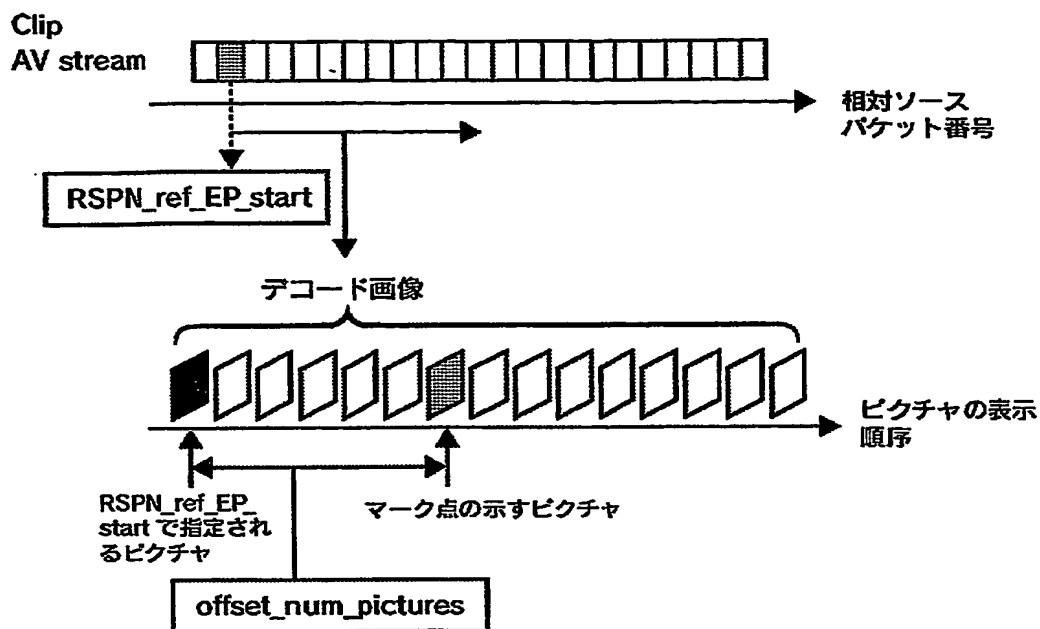 Clip
AV stream
相対ソース
パケット番号
RSPN_ref_EP_start
デコード画像
ピクチャの表示
順序
RSPN_ref_EP_
start で指定され
るピクチャ
マーク点の示すピクチャ
offset_num_pictures